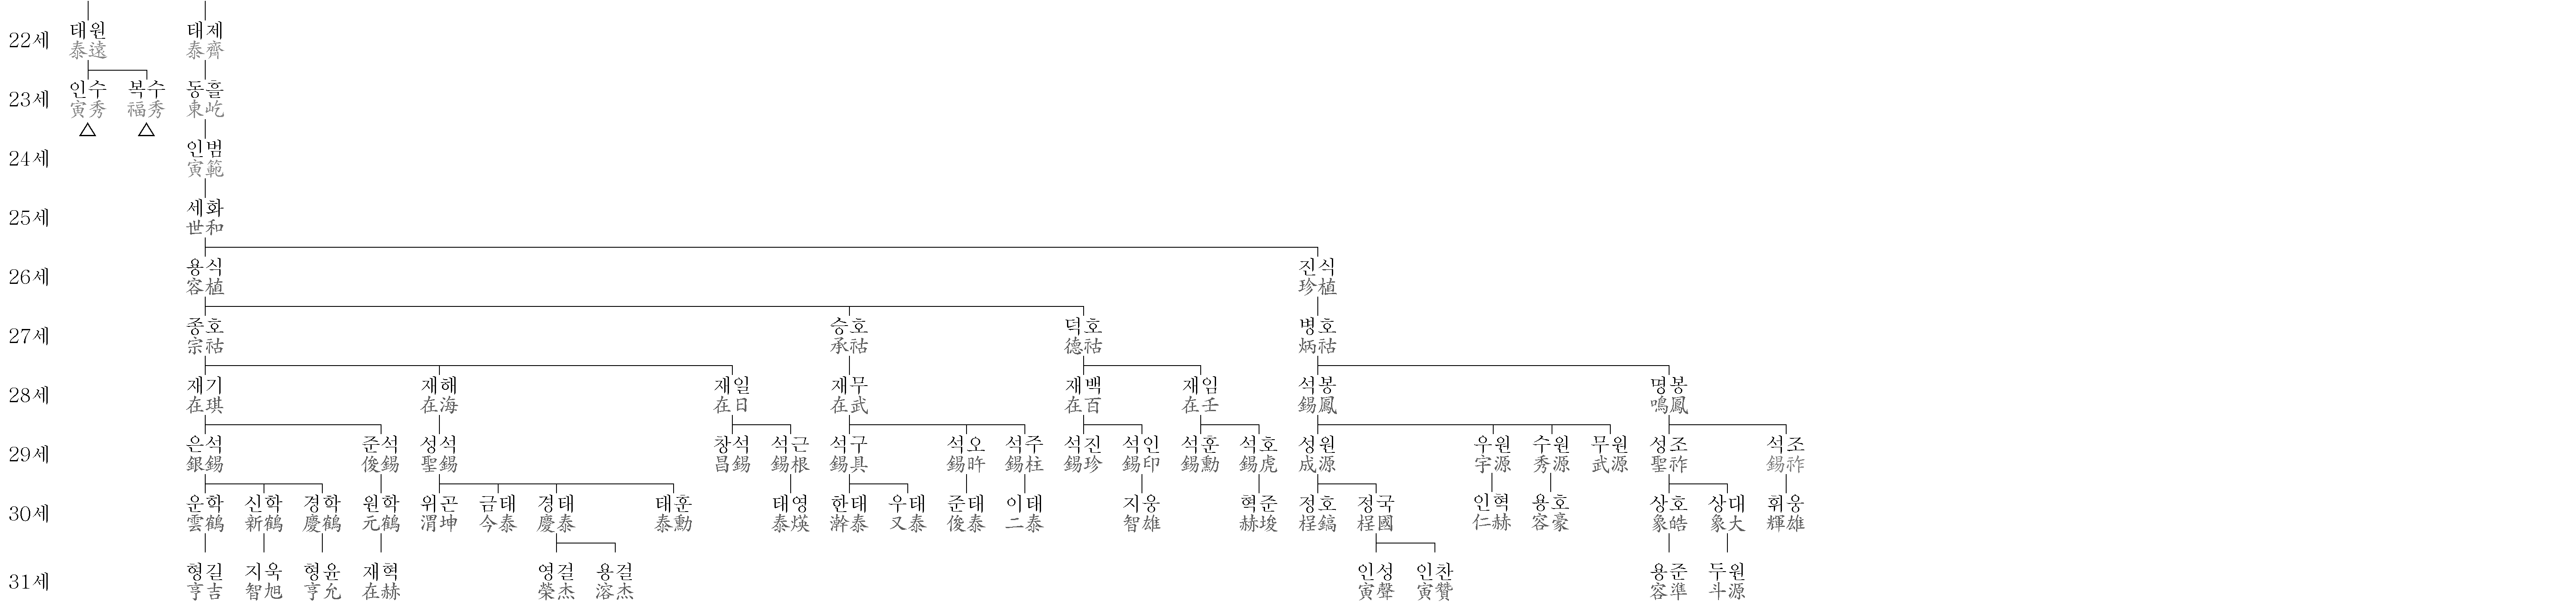 22세 태원 태제
泰遠 泰齊
23세 인수 복수 동흘
寅秀 福秀 東屹
△ △
24세 인범
寅範
25세 세화
世和
26세 용식 진식
容植 珍植
27세 종호 승호 덕호 병호
宗祜 承祜 德祜 炳祜
28세 재기 재해 재일 재무 재백 재임 석봉 명봉
在琪 在海 在日 在武 在百 在壬 錫鳳 鳴鳳
29세 은석 준석 성석 창석 석근 석구 석오 석주 석진 석인 석훈 석호 성원 우원 수원 무원 성조 석조
銀錫 俊錫 聖錫 昌錫 錫根 錫具 錫旿 錫柱 錫珍 錫印 錫勳 錫虎 成源 宇源 秀源 武源 聖祚 錫祚
30세 운학 신학 경학 원학 위곤 금태 경태 태훈 태영 한태 우태 준태 이태 지웅 혁준 정호 정국 인혁 용호 상호 상대 휘웅
雲鶴 新鶴 慶鶴 元鶴 渭坤 今泰 慶泰 泰勳 泰煐 澣泰 又泰 俊泰 二泰 智雄 赫埈 桯鎬 桯國 仁赫 容豪 象皓 象大 輝雄
31세 형길 지욱 형윤 재혁 영걸 용걸 인성 인찬 용준 두원
亨吉 智旭 亨允 在赫 榮杰 溶杰 寅聲 寅贊 容準 斗源